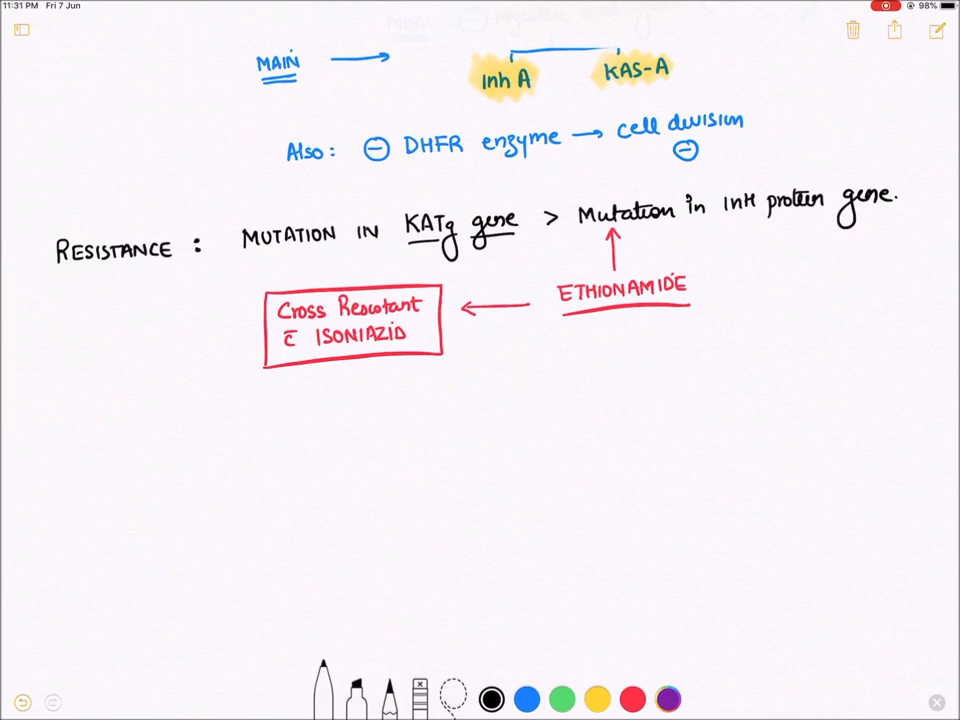 11:31 PM Fri 7 Jun 98%
MAIN → Inh A KAS-A
Also: ⊖ DHFR enzyme → cell division
⊖
RESISTANCE : MUTATION IN KATg gene > Mutation in InH protein gene.
ETHIONAMIDE
Cross Resistant
c̄ ISONIAZID